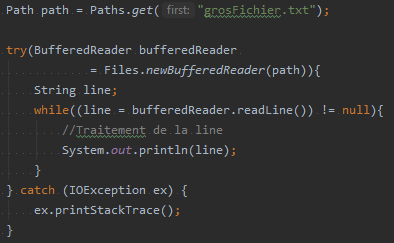 Path path = Paths.get( first: "grosFichier.txt");
try(BufferedReader bufferedReader
= Files.newBufferedReader(path)){
String line;
while((line = bufferedReader.readLine()) != null){
//Traitement de la line
System.out.println(line);
}
} catch (IOException ex) {
ex.printStackTrace();
}